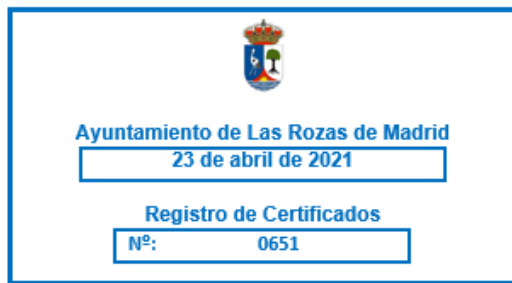 Ayuntamiento de Las Rozas de Madrid
23 de abril de 2021
Registro de Certificados
Nº: 0651